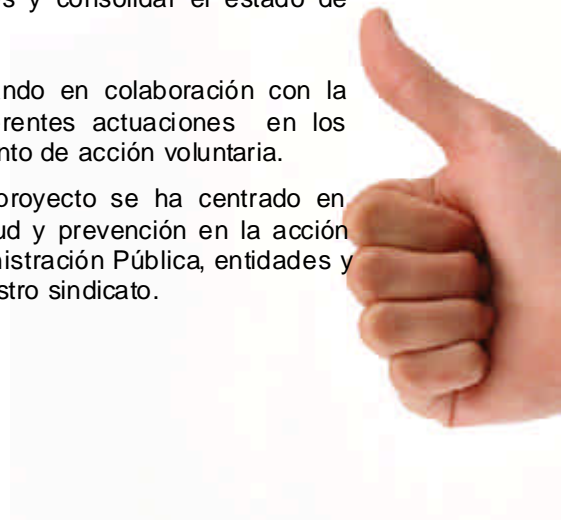 s y consolidar el estado de
ndo en colaboración con la
rentes actuaciones en los
nto de acción voluntaria.
proyecto se ha centrado en
ud y prevención en la acción
nistración Pública, entidades y
stro sindicato.